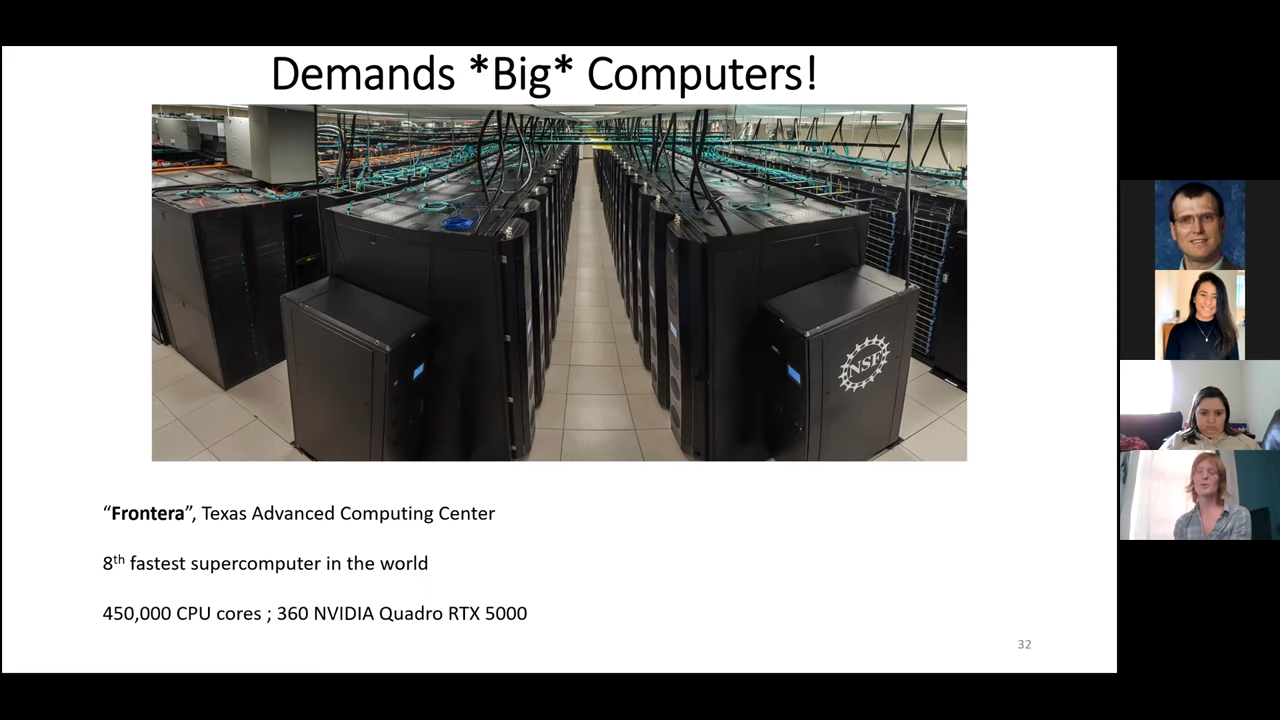 Demands *Big* Computers!
NSF
“Frontera”, Texas Advanced Computing Center
8th fastest supercomputer in the world
450,000 CPU cores ; 360 NVIDIA Quadro RTX 5000
32